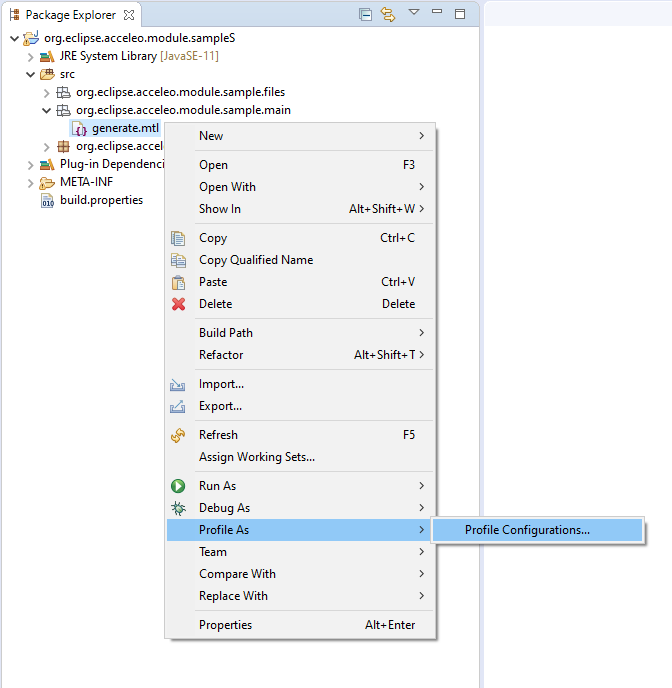 Package Explorer
org.eclipse.acceleo.module.sampleS
JRE System Library [JavaSE-11]
src
org.eclipse.acceleo.module.sample.files
org.eclipse.acceleo.module.sample.main
generate.mtl
org.eclipse.accel
Plug-in Dependenci
META-INF
build.properties
New
Open F3
Open With
Show In Alt+Shift+W
Copy Ctrl+C
Copy Qualified Name
Paste Ctrl+V
Delete Delete
Build Path
Refactor Alt+Shift+T
Import...
Export...
Refresh F5
Assign Working Sets...
Run As
Debug As
Profile As
Profile Configurations...
Team
Compare With
Replace With
Properties Alt+Enter